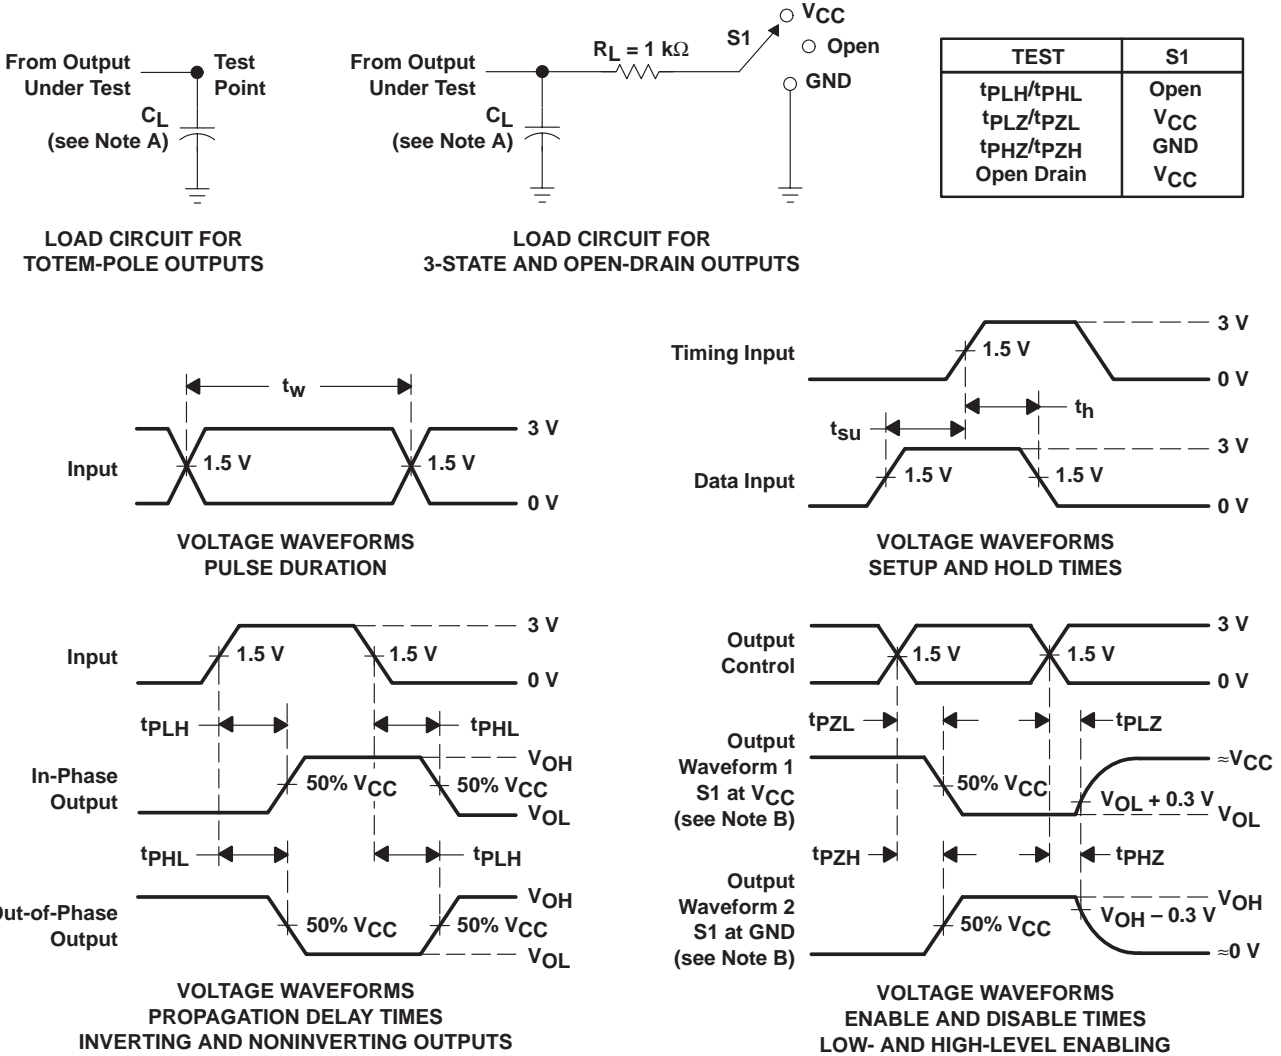 From Output
Under Test
Test
Point
CL
(see Note A)
LOAD CIRCUIT FOR
TOTEM-POLE OUTPUTS
From Output
Under Test
RL = 1 kΩ
S1
VCC
Open
GND
CL
(see Note A)
LOAD CIRCUIT FOR
3-STATE AND OPEN-DRAIN OUTPUTS
TEST S1
tPLH/tPHL Open
tPLZ/tPZL VCC
tPHZ/tPZH GND
Open Drain VCC
tw
Input
1.5 V 1.5 V
3 V
0 V
VOLTAGE WAVEFORMS
PULSE DURATION
Timing Input
1.5 V
3 V
0 V
th
tsu
Data Input
1.5 V 1.5 V
3 V
0 V
VOLTAGE WAVEFORMS
SETUP AND HOLD TIMES
Input
1.5 V 1.5 V
3 V
0 V
tPLH tPHL
In-Phase
Output
50% VCC 50% VCC
VOH
VOL
tPHL tPLH
Out-of-Phase
Output
50% VCC 50% VCC
VOH
VOL
VOLTAGE WAVEFORMS
PROPAGATION DELAY TIMES
INVERTING AND NONINVERTING OUTPUTS
Output
Control
1.5 V 1.5 V
3 V
0 V
tPZL tPLZ
Output
Waveform 1
S1 at VCC
(see Note B)
50% VCC
VOL + 0.3 V
≈VCC
VOL
tPZH tPHZ
Output
Waveform 2
S1 at GND
(see Note B)
50% VCC
VOH – 0.3 V
VOH
≈0 V
VOLTAGE WAVEFORMS
ENABLE AND DISABLE TIMES
LOW- AND HIGH-LEVEL ENABLING